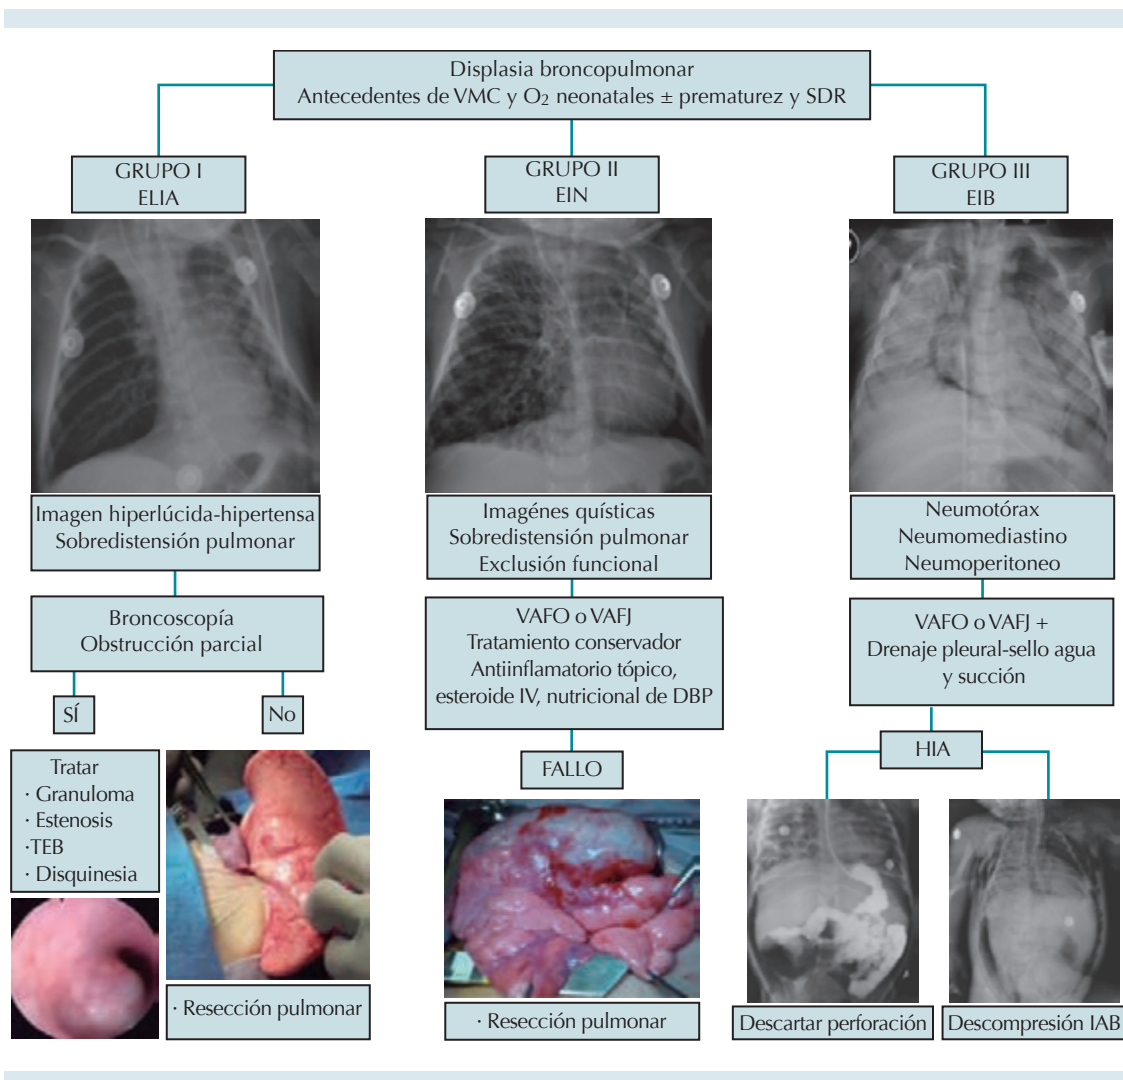 Displasia broncopulmonar
Antecedentes de VMC y O2 neonatales ± prematurez y SDR
GRUPO I
ELIA
GRUPO II
EIN
GRUPO III
EIB
Imagen hiperlúcida-hipertensa
Sobredistensión pulmonar
Imagénes quísticas
Sobredistensión pulmonar
Exclusión funcional
Neumotórax
Neumomediastino
Neumoperitoneo
Broncoscopía
Obstrucción parcial
VAFO o VAFJ
Tratamiento conservador
Antiinflamatorio tópico,
esteroide IV, nutricional de DBP
VAFO o VAFJ +
Drenaje pleural-sello agua
y succión
SÍ
No
FALLO
HIA
Tratar
· Granuloma
· Estenosis
·TEB
· Disquinesia
· Resección pulmonar
· Resección pulmonar
Descartar perforación
Descompresión IAB